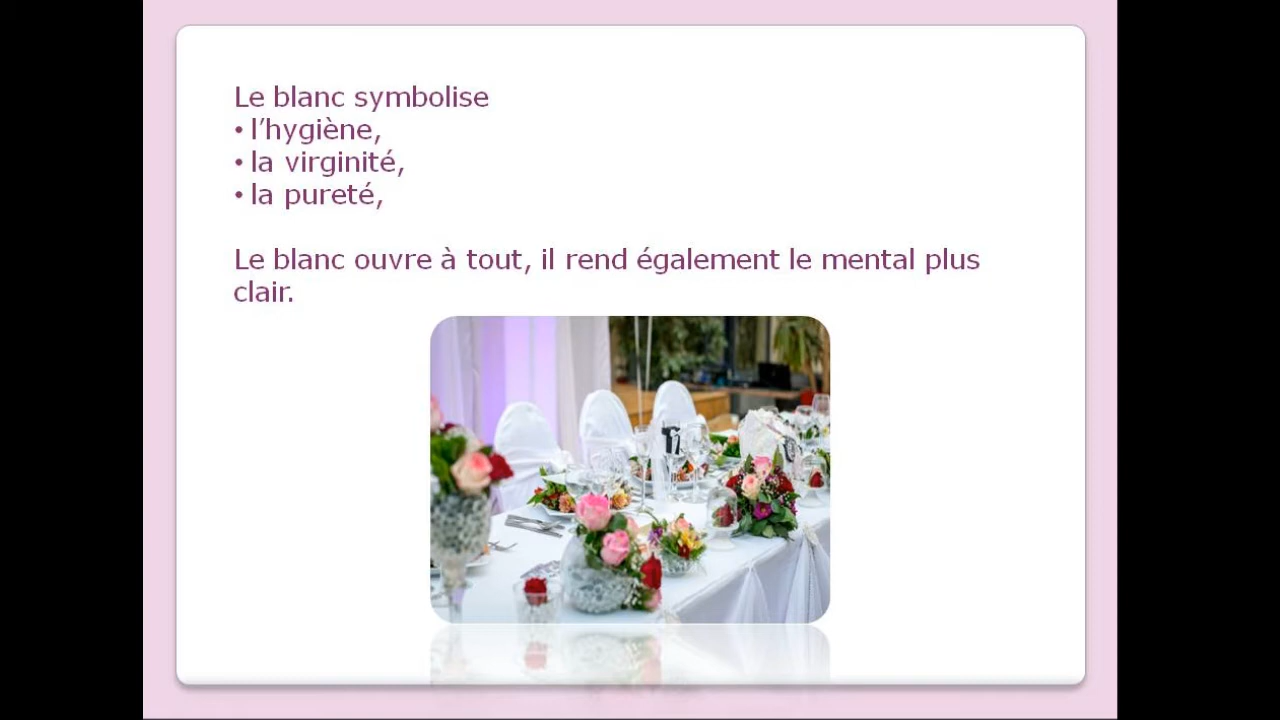 Le blanc symbolise
• l’hygiène,
• la virginité,
• la pureté,
Le blanc ouvre à tout, il rend également le mental plus
clair.